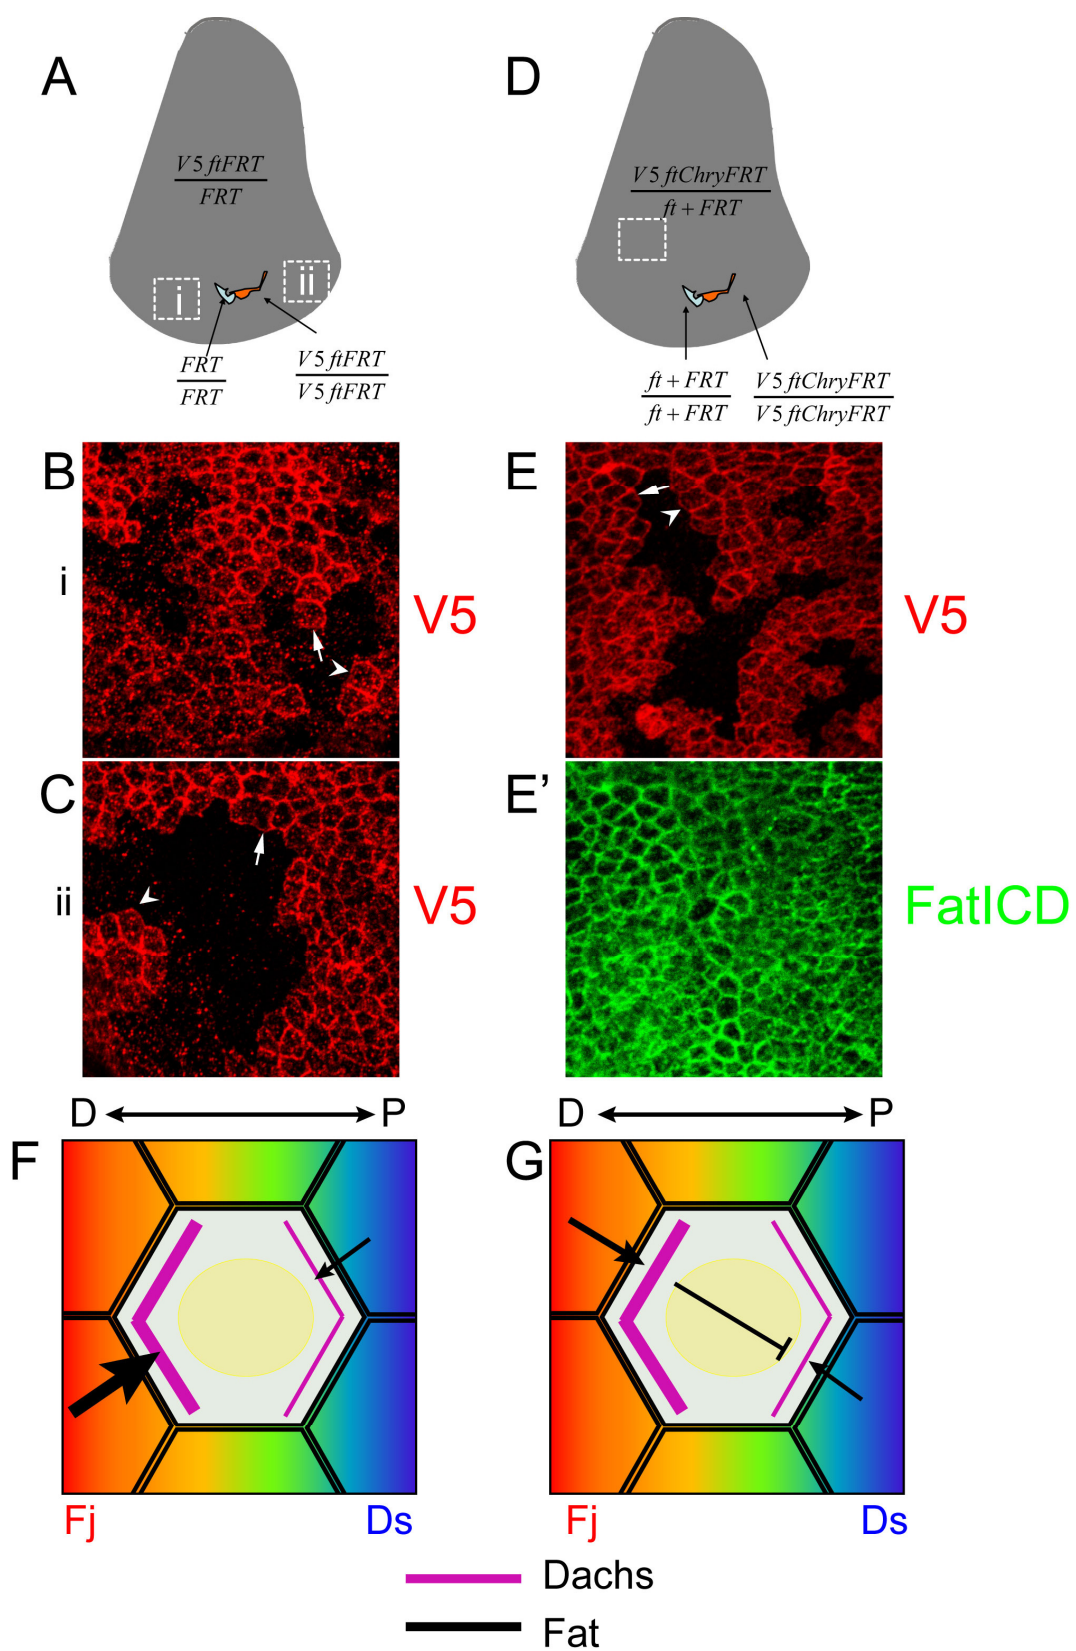 A
D
V5 ftFRT
FRT
V5 ftChryFRT
ft + FRT
i
ii
FRT
FRT
V5 ftFRT
V5 ftFRT
ft + FRT
ft + FRT
V5 ftChryFRT
V5 ftChryFRT
B
i
V5
E
V5
C
ii
V5
E’
FatICD
D P
D P
F
G
Fj Ds
Fj Ds
Dachs
Fat